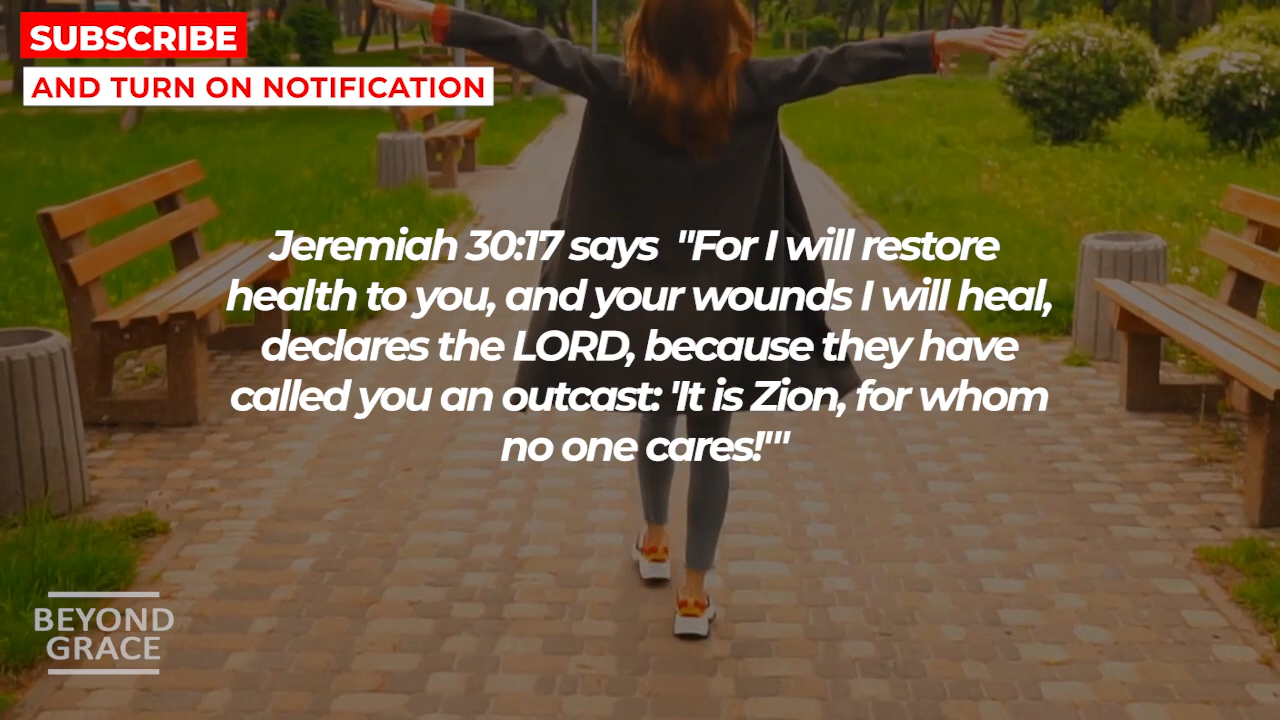 SUBSCRIBE
AND TURN ON NOTIFICATION
Jeremiah 30:17 says "For I will restore
health to you, and your wounds I will heal,
declares the LORD, because they have
called you an outcast: 'It is Zion, for whom
no one cares!'"
BEYOND
GRACE